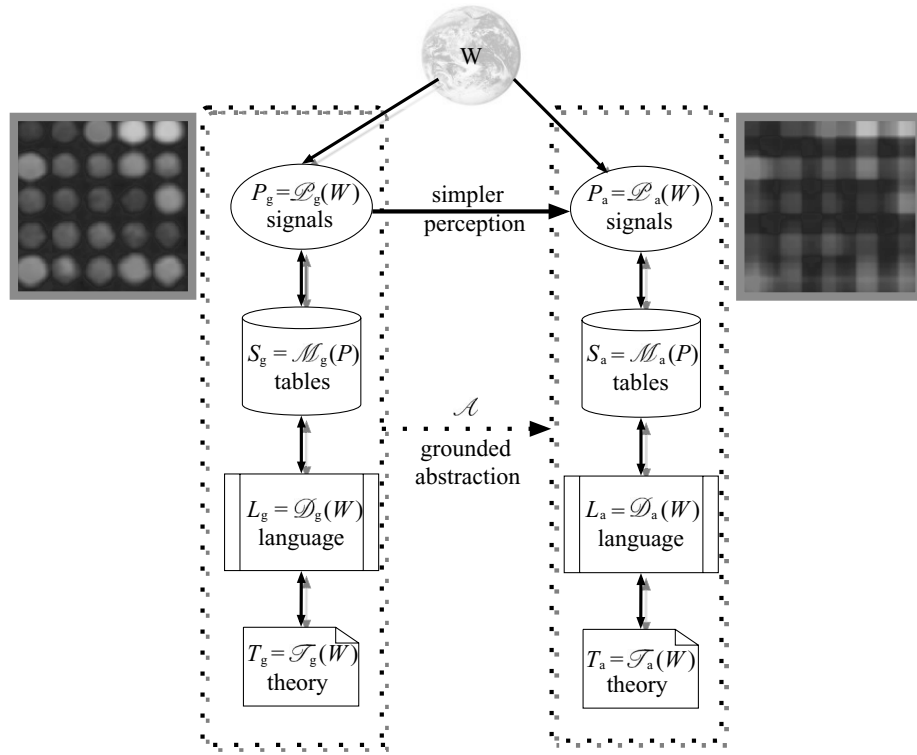 W
P_g = 𝒫_g(W)
signals
simpler
perception
P_a = 𝒫_a(W)
signals
S_g = ℳ_g(P)
tables
S_a = ℳ_a(P)
tables
𝒜
grounded
abstraction
L_g = 𝒟_g(W)
language
L_a = 𝒟_a(W)
language
T_g = 𝒯_g(W)
theory
T_a = 𝒯_a(W)
theory